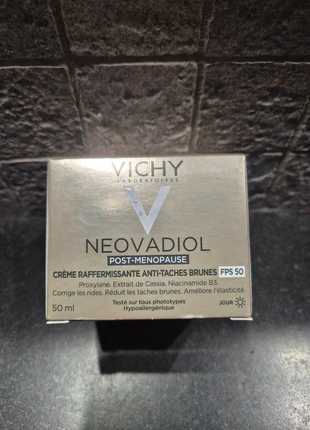 VICHY
LABORATOIRES
V
NEOVADIOL
POST-MENOPAUSE
CRÈME RAFFERMISSANTE ANTI-TACHES BRUNES FPS 50
Proxylane. Extrait de Cassia. Niacinamide B3.
Corrige les rides. Réduit les taches brunes. Améliore l'élasticité.
Testé sur tous phototypes
Hypoallergénique
50 ml
JOUR